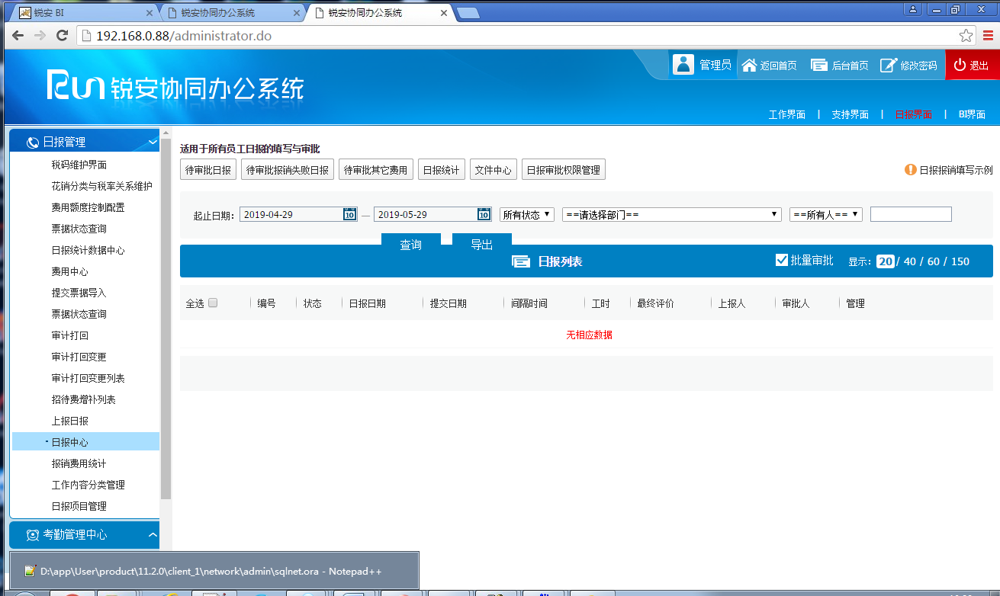 锐安 BI
锐安协同办公系统
锐安协同办公系统
192.168.0.88/administrator.do
Run锐安协同办公系统
管理员 返回首页 后台首页 修改密码 退出
工作界面 | 支持界面 | 日报界面 | BI界面
日报管理
税码维护界面
花销分类与税率关系维护
费用额度控制配置
票据状态查询
日报统计数据中心
费用中心
提交票据导入
票据状态查询
审计打回
审计打回变更
审计打回变更列表
招待费增补列表
上报日报
日报中心
报销费用统计
工作内容分类管理
日报项目管理
考勤管理中心
适用于所有员工日报的填写与审批
待审批日报 待审批报销失败日报 待审批其它费用 日报统计 文件中心 日报审批权限管理
日报报销填写示例
起止日期: 2019-04-29 10 — 2019-05-29 10 所有状态 ==请选择部门== ==所有人==
查询 导出
日报列表 批量审批 显示: 20 / 40 / 60 / 150
全选 编号 状态 日报日期 提交日期 间隔时间 工时 最终评价 上报人 审批人 管理
无相应数据
D:\app\User\product\11.2.0\client_1\network\admin\sqlnet.ora - Notepad++